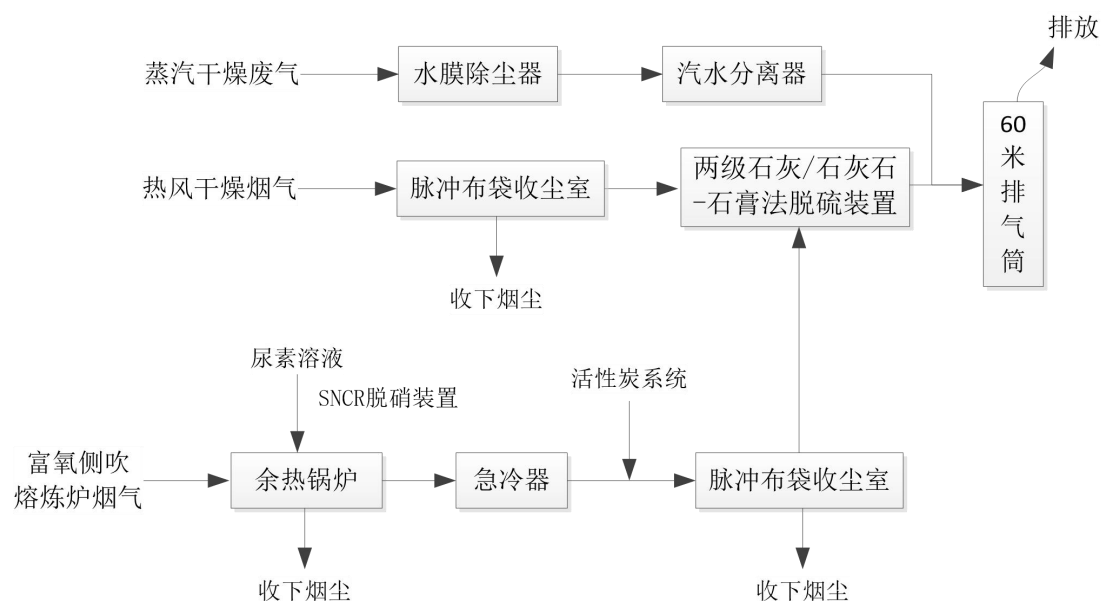 排放
蒸汽干燥废气
水膜除尘器
汽水分离器
60
米
排
气
筒
热风干燥烟气
脉冲布袋收尘室
两级石灰/石灰石
-石膏法脱硫装置
收下烟尘
尿素溶液
SNCR脱硝装置
活性炭系统
富氧侧吹
熔炼炉烟气
余热锅炉
急冷器
脉冲布袋收尘室
收下烟尘
收下烟尘